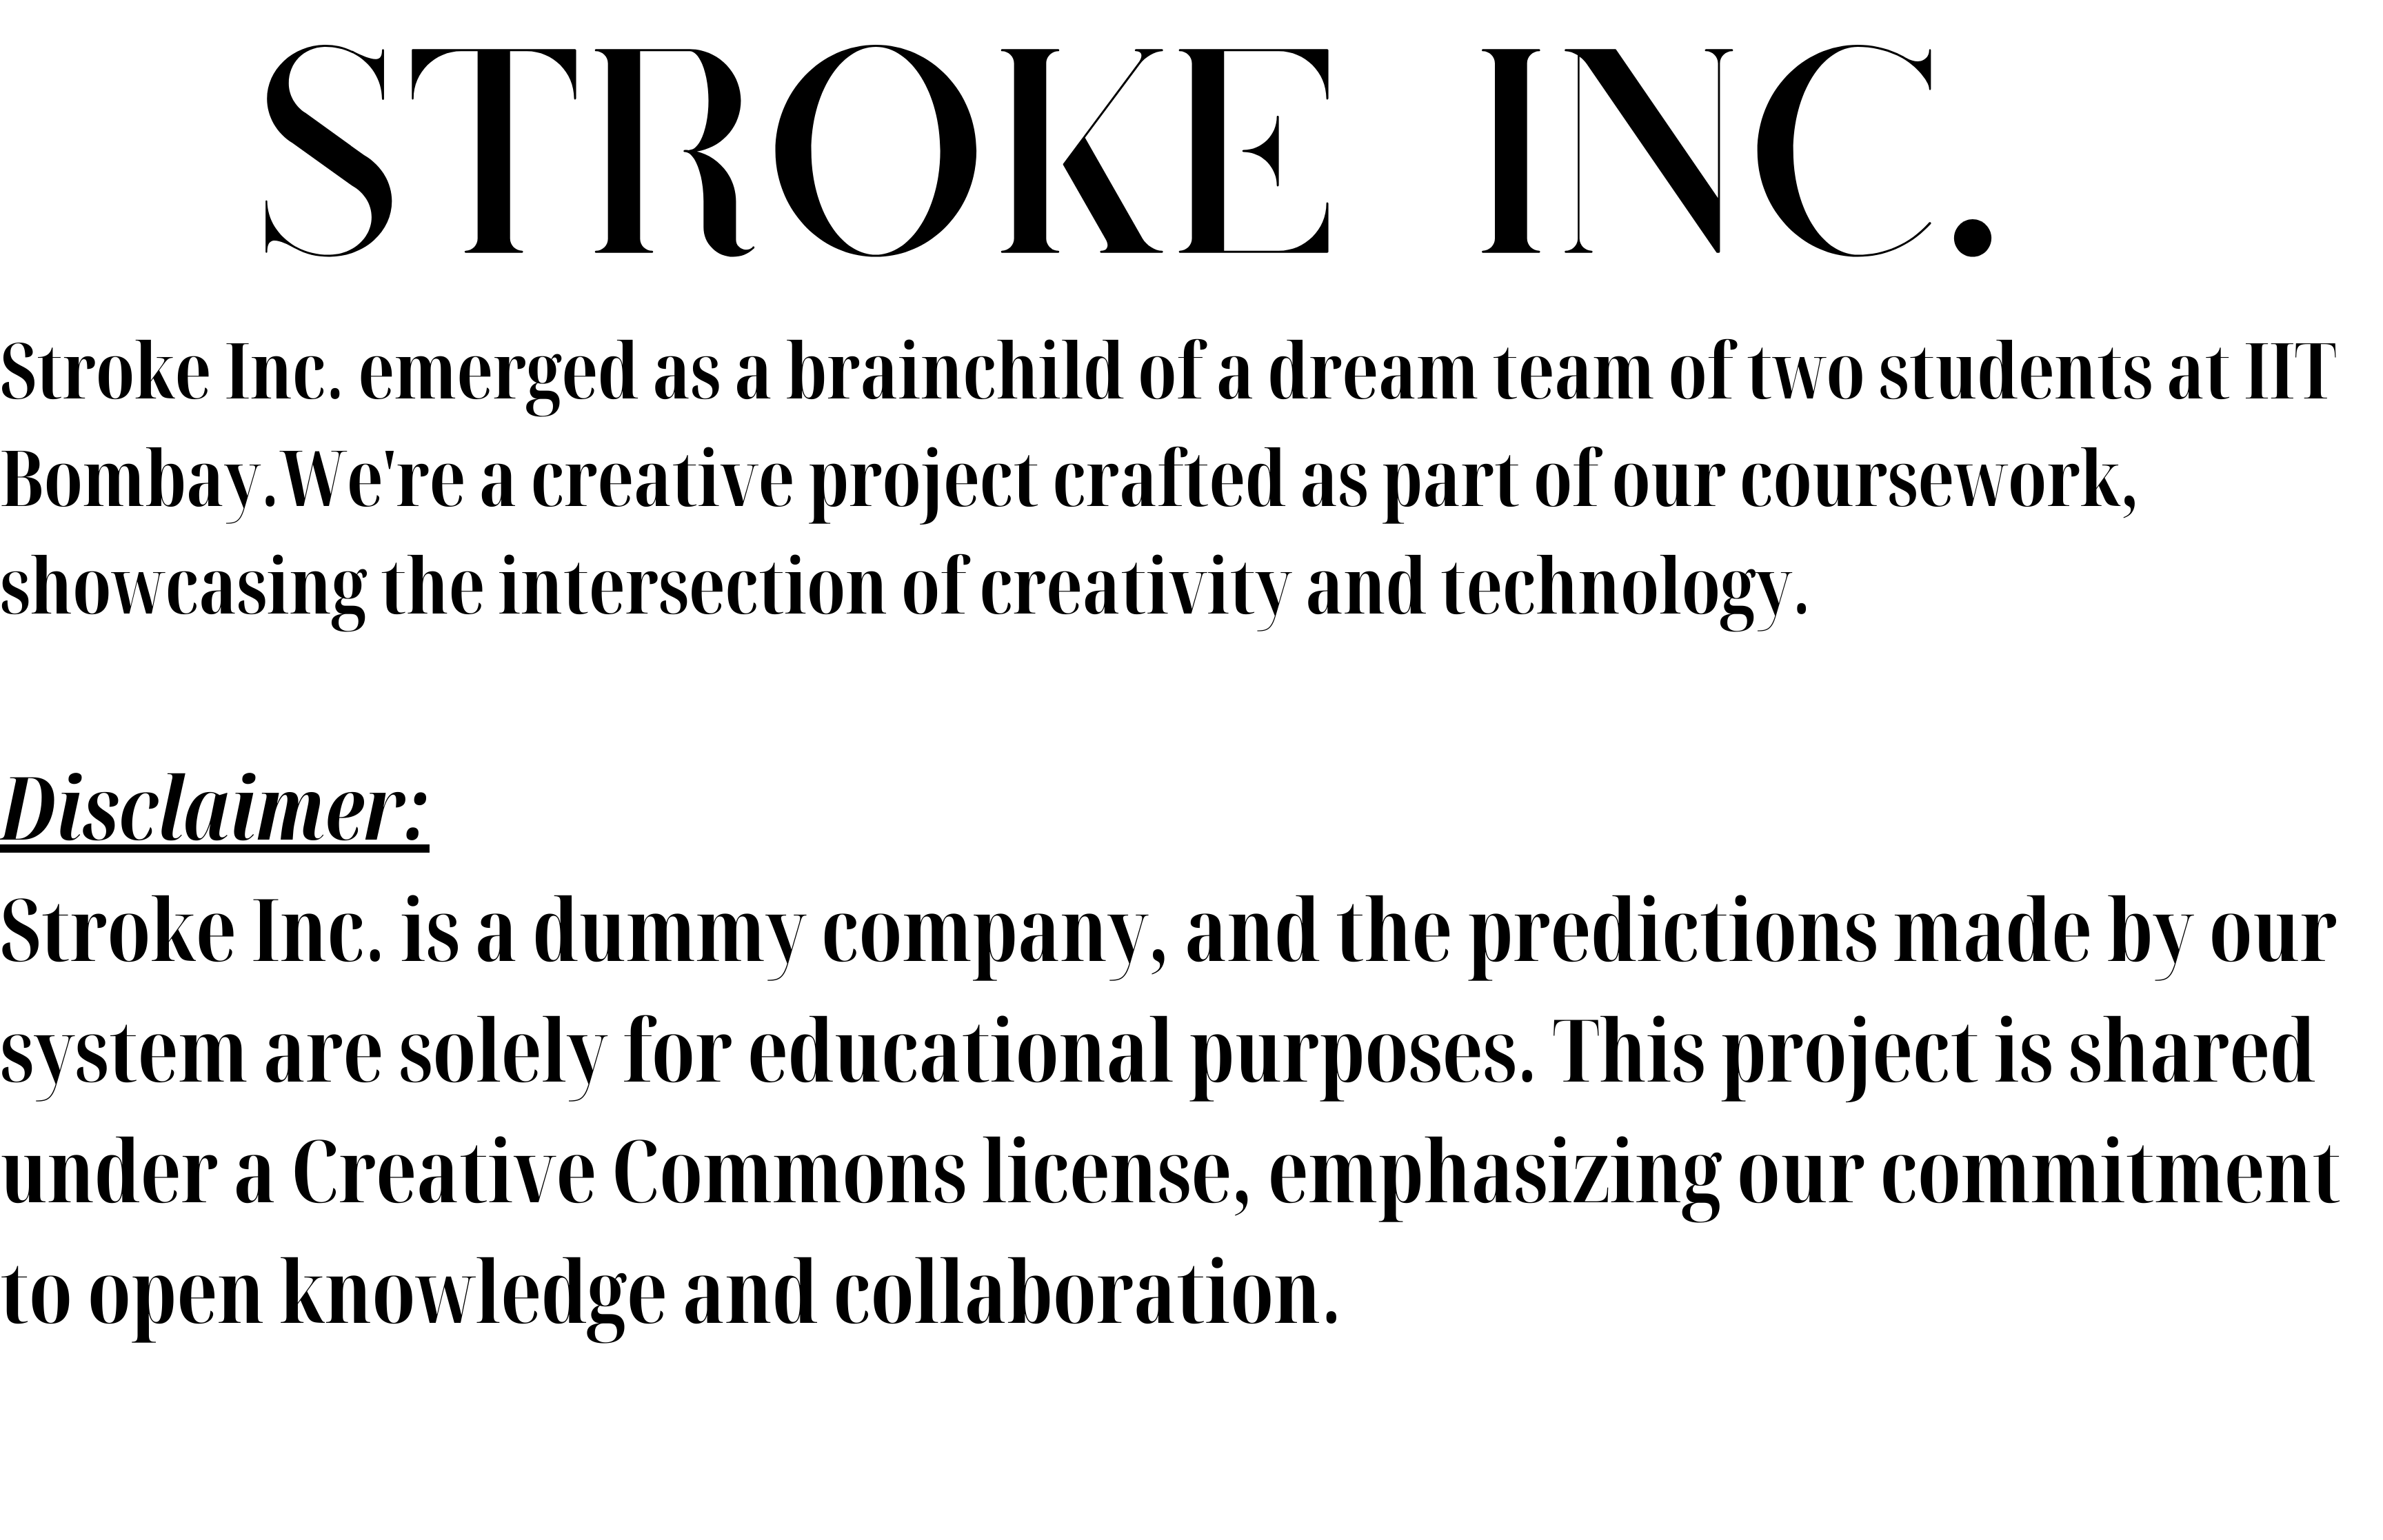 STROKE INC.
Stroke Inc. emerged as a brainchild of a dream team of two students at IIT
Bombay.We're a creative project crafted as part of our coursework,
showcasing the intersection of creativity and technology.
Disclaimer:
Stroke Inc. is a dummy company, and the predictions made by our
system are solely for educational purposes. This project is shared
under a Creative Commons license, emphasizing our commitment
to open knowledge and collaboration.